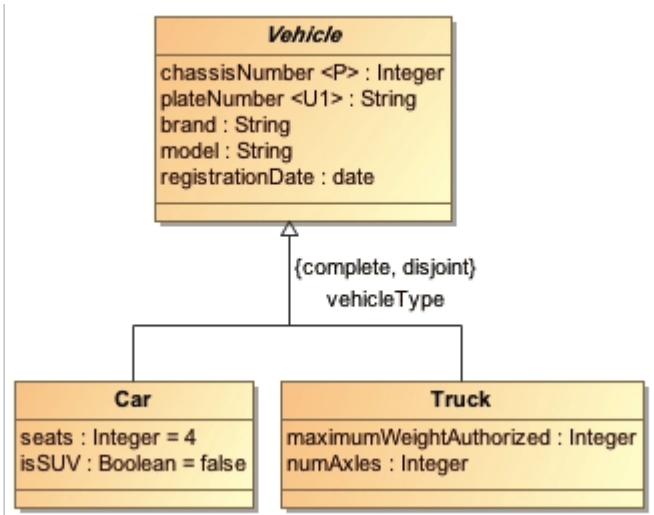 Vehicle
chassisNumber <P> : Integer
plateNumber <U1> : String
brand : String
model : String
registrationDate : date
{complete, disjoint}
vehicleType
Car
seats : Integer = 4
isSUV : Boolean = false
Truck
maximumWeightAuthorized : Integer
numAxles : Integer